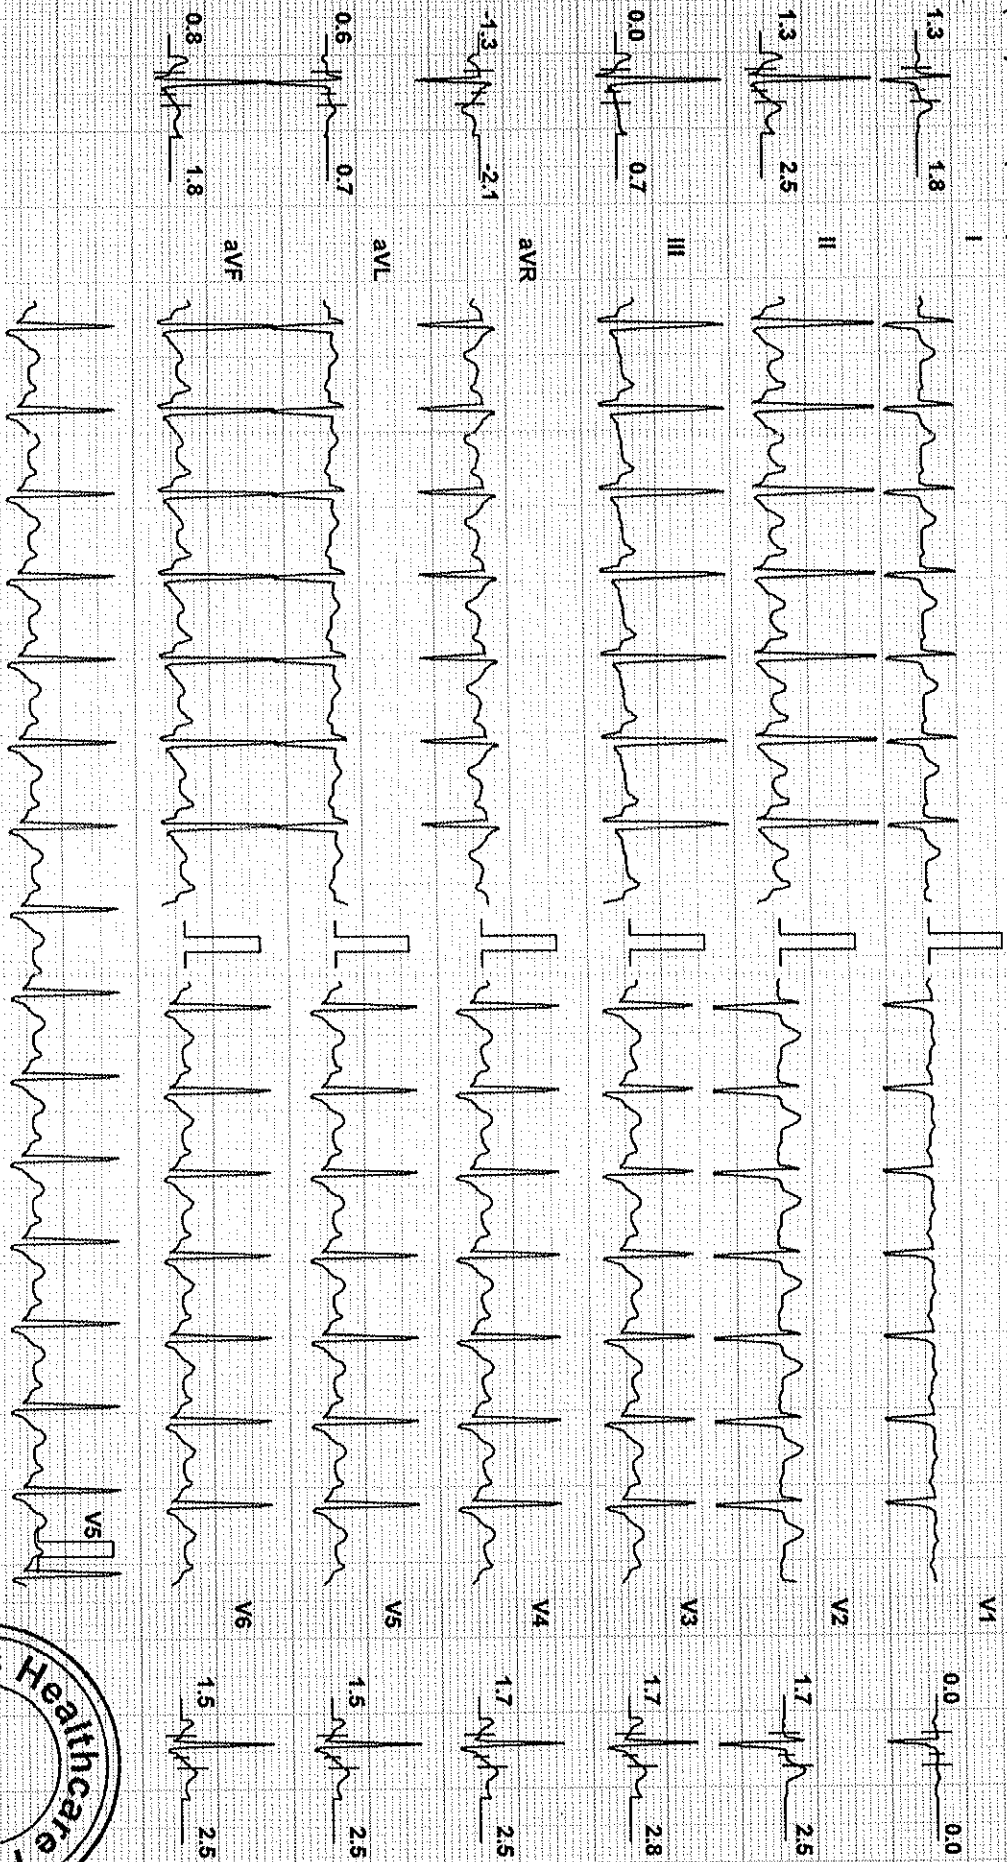 1.3 1.8 I V1 0.0 0.0
1.3 2.5 II V2 1.7 2.5
0.0 0.7 III V3 1.7 2.8
-1.3 -2.1 aVR V4 1.7 2.5
0.6 0.7 aVL V5 1.5 2.5
0.8 1.8 aVF V6 1.5 2.5
V5
Healthcare